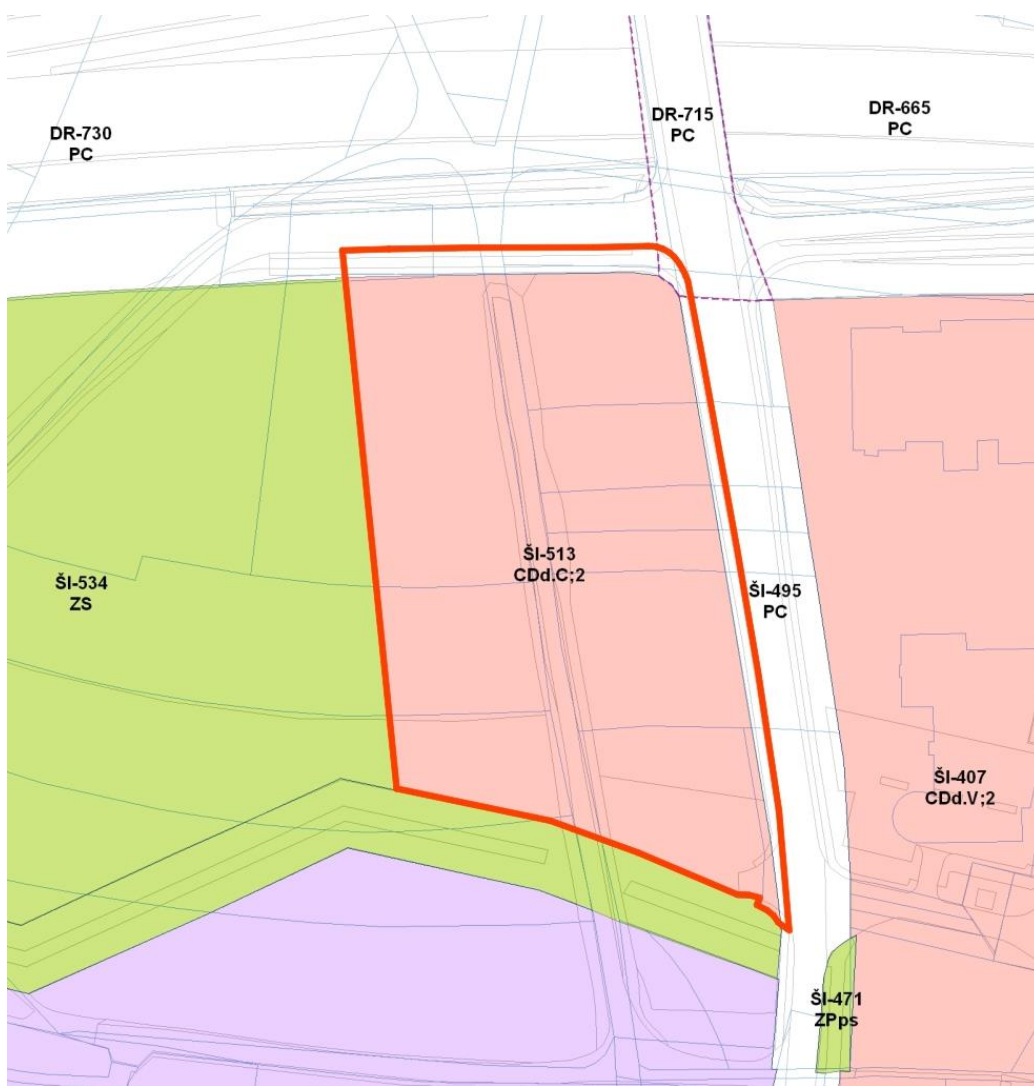 DR-730
PC
DR-715
PC
DR-665
PC
ŠI-513
CDd.C;2
ŠI-534
ZS
ŠI-495
PC
ŠI-407
CDd.V;2
ŠI-471
ZPps